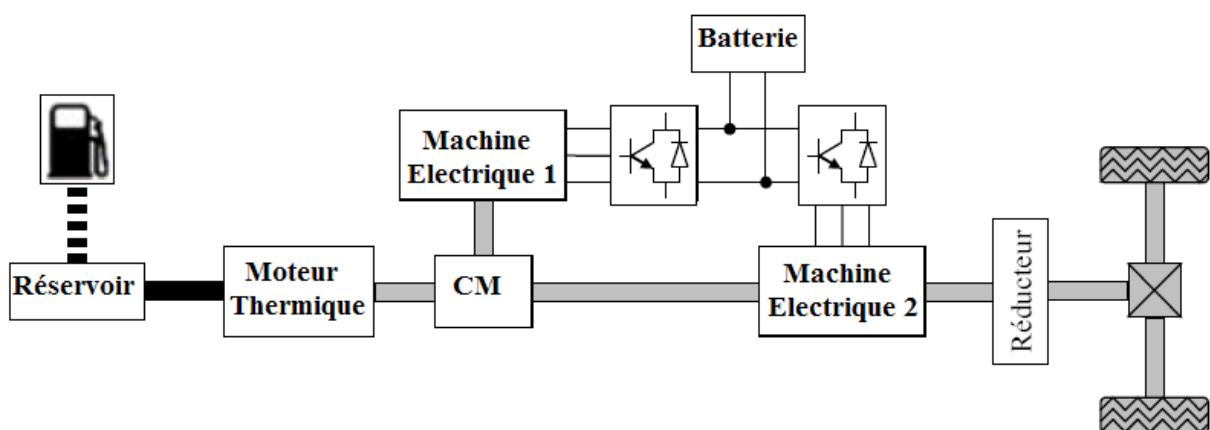 Batterie
Machine
Electrique 1
Réservoir
Moteur
Thermique
CM
Machine
Electrique 2
Réducteur